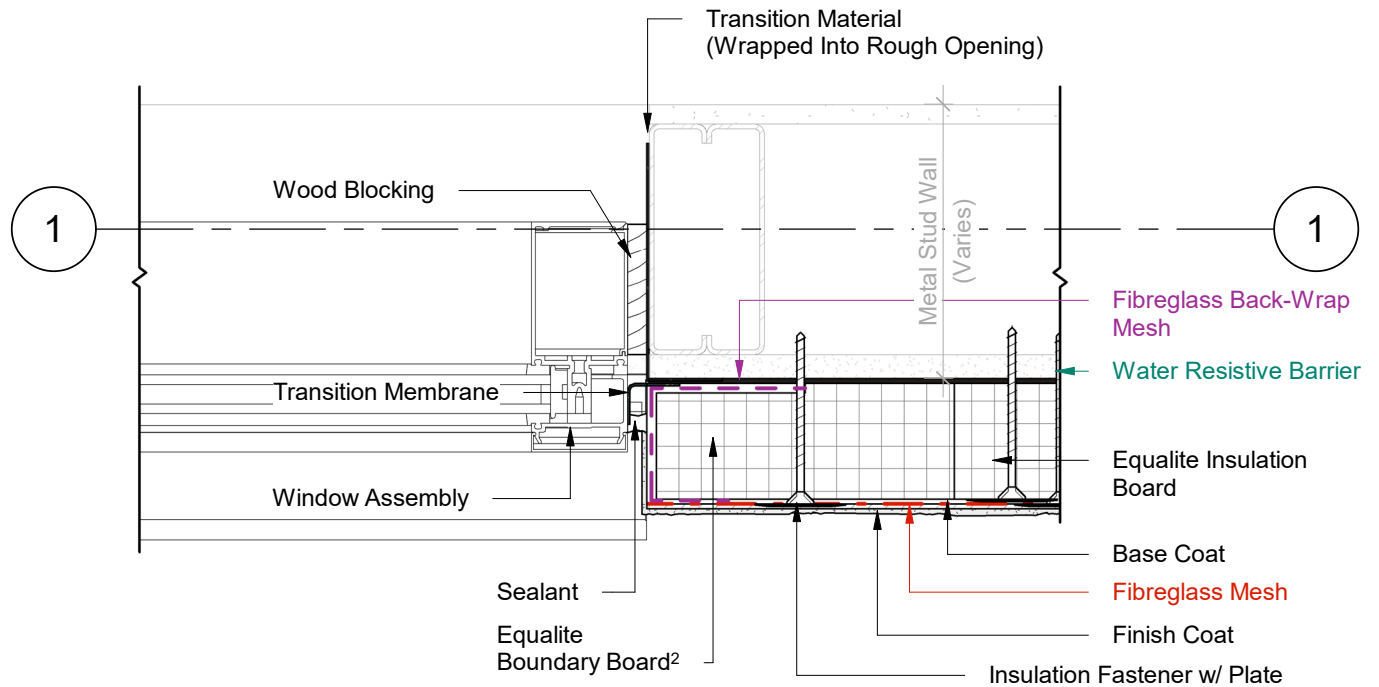 Transition Material
(Wrapped Into Rough Opening)
Wood Blocking
1
1
Metal Stud Wall
(Varies)
Fibreglass Back-Wrap
Mesh
Water Resistive Barrier
Transition Membrane
Equalite Insulation
Board
Window Assembly
Base Coat
Sealant
Fibreglass Mesh
Equalite
Boundary Board²
Finish Coat
Insulation Fastener w/ Plate